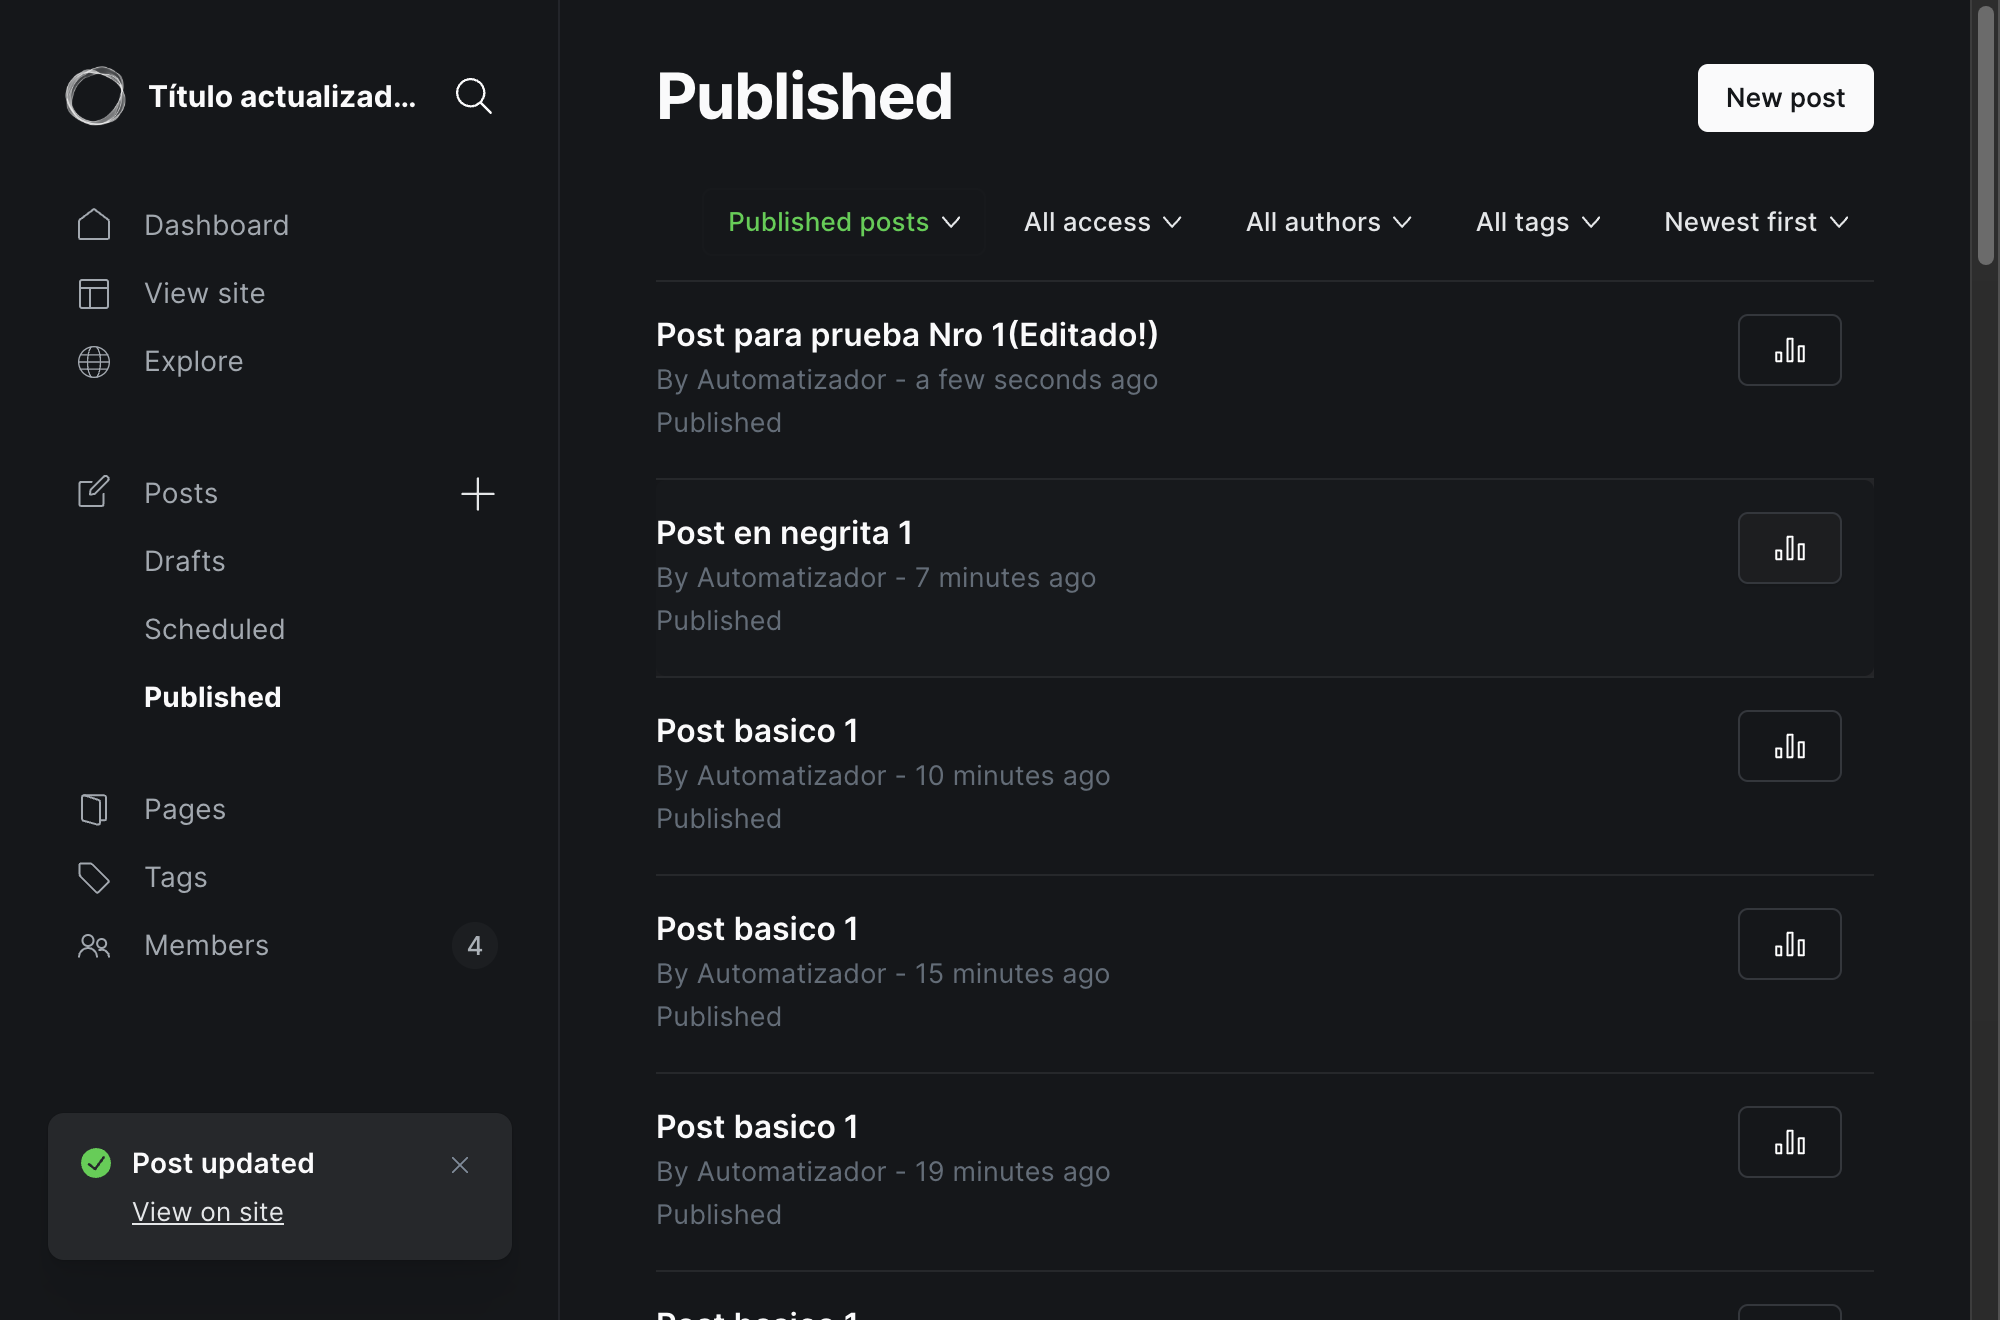 Título actualizad...
Dashboard
View site
Explore
Posts
Drafts
Scheduled
Published
Pages
Tags
Members
4
Post updated
View on site
Published
New post
Published posts
All access
All authors
All tags
Newest first
Post para prueba Nro 1(Editado!)
By Automatizador - a few seconds ago
Published
Post en negrita 1
By Automatizador - 7 minutes ago
Published
Post basico 1
By Automatizador - 10 minutes ago
Published
Post basico 1
By Automatizador - 15 minutes ago
Published
Post basico 1
By Automatizador - 19 minutes ago
Published
Post basico 1